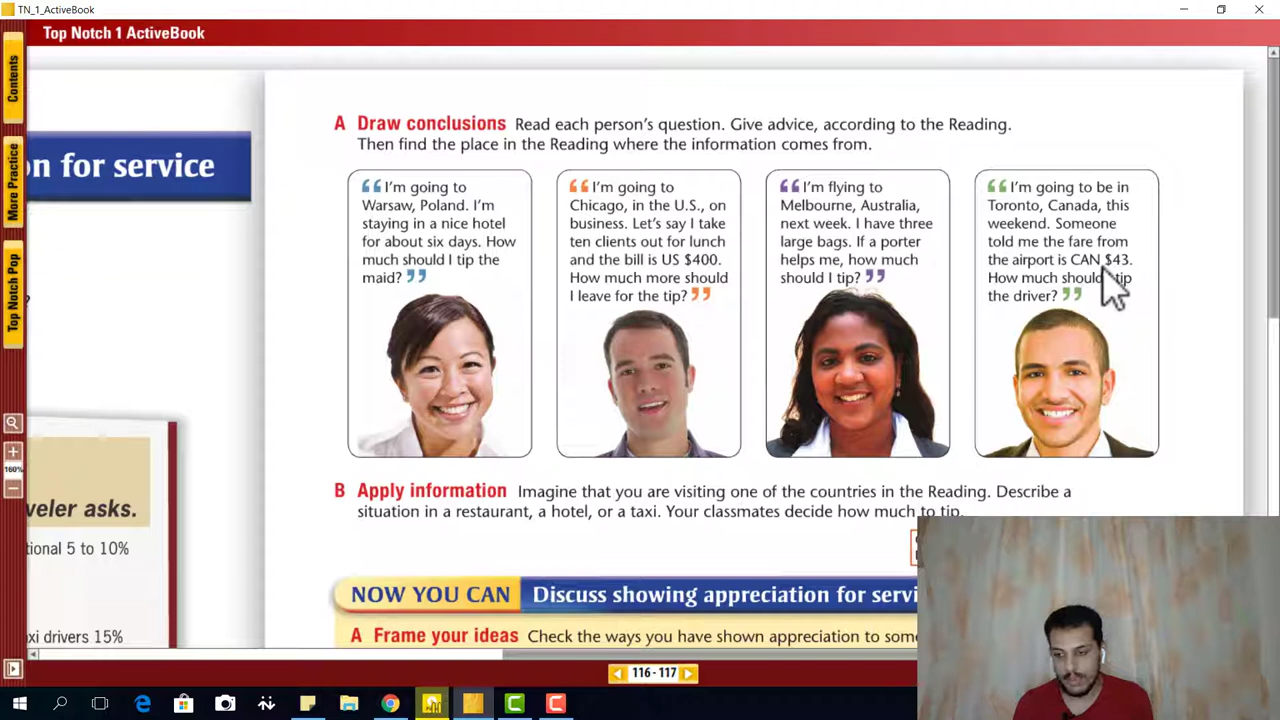 TN_1_ActiveBook
Top Notch 1 ActiveBook
Contents
More Practice
Top Notch Pop
160%
on for service
veler asks.
tional 5 to 10%
xi drivers 15%
A Draw conclusions Read each person's question. Give advice, according to the Reading.
Then find the place in the Reading where the information comes from.
“I'm going to
Warsaw, Poland. I'm
staying in a nice hotel
for about six days. How
much should I tip the
maid?”
“I'm going to
Chicago, in the U.S., on
business. Let's say I take
ten clients out for lunch
and the bill is US $400.
How much more should
I leave for the tip?”
“I'm flying to
Melbourne, Australia,
next week. I have three
large bags. If a porter
helps me, how much
should I tip?”
“I'm going to be in
Toronto, Canada, this
weekend. Someone
told me the fare from
the airport is CAN $43.
How much should tip
the driver?”
B Apply information Imagine that you are visiting one of the countries in the Reading. Describe a
situation in a restaurant, a hotel, or a taxi. Your classmates decide how much to tip.
NOW YOU CAN Discuss showing appreciation for servi
A Frame your ideas Check the ways you have shown appreciation to som
116-117